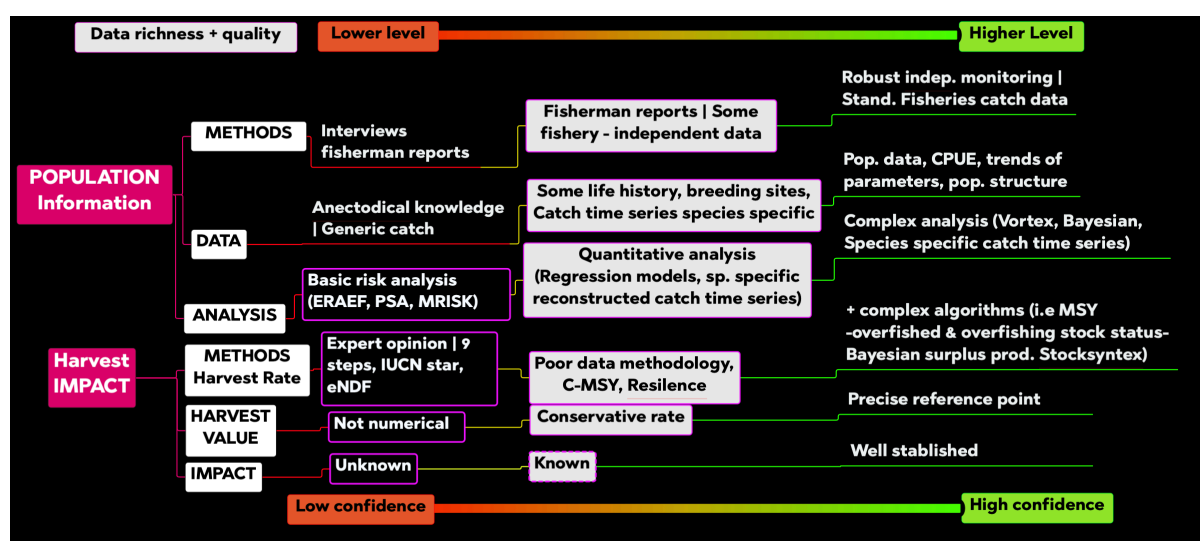 Data richness + quality
Lower level
Higher Level
POPULATION
Information
METHODS
Interviews
fisherman reports
Fisherman reports | Some
fishery - independent data
Robust indep. monitoring |
Stand. Fisheries catch data
DATA
Anectodical knowledge
| Generic catch
Some life history, breeding sites,
Catch time series species specific
Pop. data, CPUE, trends of
parameters, pop. structure
ANALYSIS
Basic risk analysis
(ERAEF, PSA, MRISK)
Quantitative analysis
(Regression models, sp. specific
reconstructed catch time series)
Complex analysis (Vortex, Bayesian,
Species specific catch time series)
Harvest
IMPACT
METHODS
Harvest Rate
Expert opinion | 9
steps, IUCN star,
eNDF
Poor data methodology,
C-MSY, Resilence
+ complex algorithms (i.e MSY
-overfished & overfishing stock status-
Bayesian surplus prod. Stocksyntex)
HARVEST
VALUE
Not numerical
Conservative rate
Precise reference point
IMPACT
Unknown
Known
Well stablished
Low confidence
High confidence